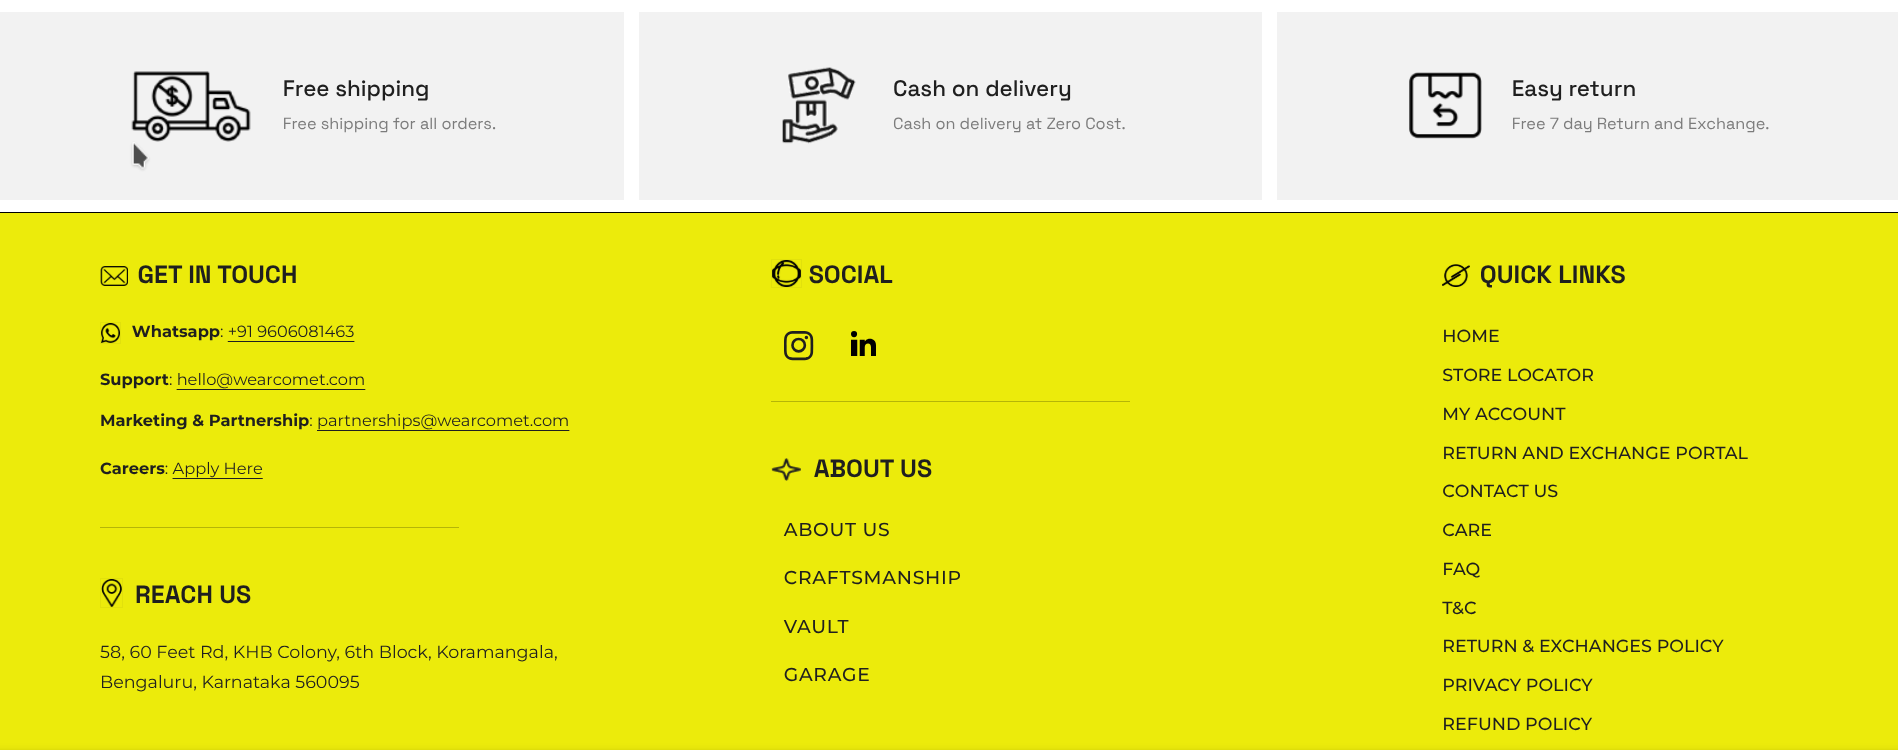 Free shipping
Free shipping for all orders.
Cash on delivery
Cash on delivery at Zero Cost.
Easy return
Free 7 day Return and Exchange.
GET IN TOUCH
Whatsapp: +91 9606081463
Support: hello@wearcomet.com
Marketing & Partnership: partnerships@wearcomet.com
Careers: Apply Here
REACH US
58, 60 Feet Rd, KHB Colony, 6th Block, Koramangala,
Bengaluru, Karnataka 560095
SOCIAL
in
ABOUT US
ABOUT US
CRAFTSMANSHIP
VAULT
GARAGE
QUICK LINKS
HOME
STORE LOCATOR
MY ACCOUNT
RETURN AND EXCHANGE PORTAL
CONTACT US
CARE
FAQ
T&C
RETURN & EXCHANGES POLICY
PRIVACY POLICY
REFUND POLICY